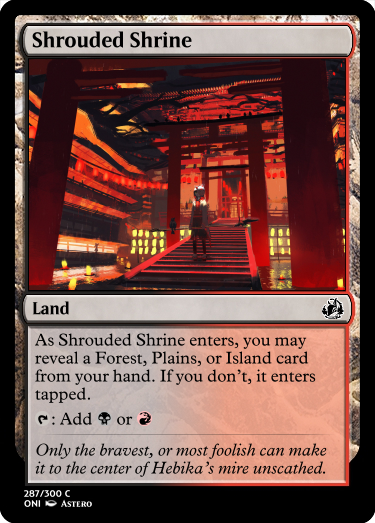 Shrouded Shrine
Land
As Shrouded Shrine enters, you may
reveal a Forest, Plains, or Island card
from your hand. If you don't, it enters
tapped.
: Add or
Only the bravest, or most foolish can make
it to the center of Hebika's mire unscathed.
287/300 C
ONI Astero